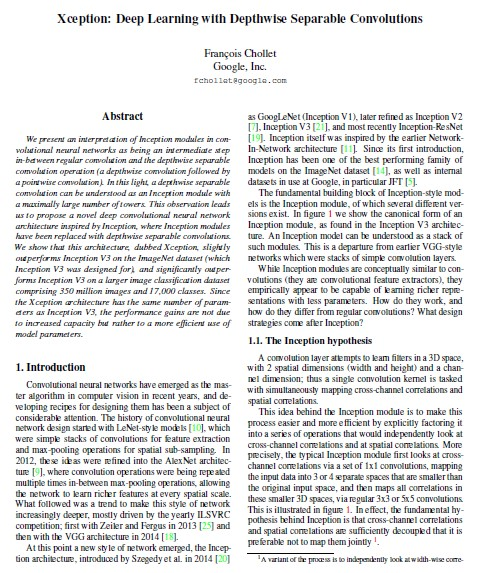 Xception: Deep Learning with Depthwise Separable Convolutions
François Chollet
Google, Inc.
fchollet@google.com
Abstract
We present an interpretation of Inception modules in con-
volutional neural networks as being an intermediate step
in-between regular convolution and the depthwise separable
convolution operation (a depthwise convolution followed by
a pointwise convolution). In this light, a depthwise separable
convolution can be understood as an Inception module with
a maximally large number of towers. This observation leads
us to propose a novel deep convolutional neural network
architecture inspired by Inception, where Inception modules
have been replaced with depthwise separable convolutions.
We show that this architecture, dubbed Xception, slightly
outperforms Inception V3 on the ImageNet dataset (which
Inception V3 was designed for), and significantly outper-
forms Inception V3 on a larger image classification dataset
comprising 350 million images and 17,000 classes. Since
the Xception architecture has the same number of param-
eters as Inception V3, the performance gains are not due
to increased capacity but rather to a more efficient use of
model parameters.
1. Introduction
Convolutional neural networks have emerged as the mas-
ter algorithm in computer vision in recent years, and de-
veloping recipes for designing them has been a subject of
considerable attention. The history of convolutional neural
network design started with LeNet-style models [10], which
were simple stacks of convolutions for feature extraction
and max-pooling operations for spatial sub-sampling. In
2012, these ideas were refined into the AlexNet architec-
ture [9], where convolution operations were being repeated
multiple times in-between max-pooling operations, allowing
the network to learn richer features at every spatial scale.
What followed was a trend to make this style of network
increasingly deeper, mostly driven by the yearly ILSVRC
competition; first with Zeiler and Fergus in 2013 [25] and
then with the VGG architecture in 2014 [18].
At this point a new style of network emerged, the Incep-
tion architecture, introduced by Szegedy et al. in 2014 [20]
as GoogLeNet (Inception V1), later refined as Inception V2
[7], Inception V3 [21], and most recently Inception-ResNet
[19]. Inception itself was inspired by the earlier Network-
In-Network architecture [11]. Since its first introduction,
Inception has been one of the best performing family of
models on the ImageNet dataset [14], as well as internal
datasets in use at Google, in particular JFT [5].
The fundamental building block of Inception-style mod-
els is the Inception module, of which several different ver-
sions exist. In figure 1 we show the canonical form of an
Inception module, as found in the Inception V3 architec-
ture. An Inception model can be understood as a stack of
such modules. This is a departure from earlier VGG-style
networks which were stacks of simple convolution layers.
While Inception modules are conceptually similar to con-
volutions (they are convolutional feature extractors), they
empirically appear to be capable of learning richer repre-
sentations with less parameters. How do they work, and
how do they differ from regular convolutions? What design
strategies come after Inception?
1.1. The Inception hypothesis
A convolution layer attempts to learn filters in a 3D space,
with 2 spatial dimensions (width and height) and a chan-
nel dimension; thus a single convolution kernel is tasked
with simultaneously mapping cross-channel correlations and
spatial correlations.
This idea behind the Inception module is to make this
process easier and more efficient by explicitly factoring it
into a series of operations that would independently look at
cross-channel correlations and at spatial correlations. More
precisely, the typical Inception module first looks at cross-
channel correlations via a set of 1x1 convolutions, mapping
the input data into 3 or 4 separate spaces that are smaller than
the original input space, and then maps all correlations in
these smaller 3D spaces, via regular 3x3 or 5x5 convolutions.
This is illustrated in figure 1. In effect, the fundamental hy-
pothesis behind Inception is that cross-channel correlations
and spatial correlations are sufficiently decoupled that it is
preferable not to map them jointly 1.
1A variant of the process is to independently look at width-wise corre-